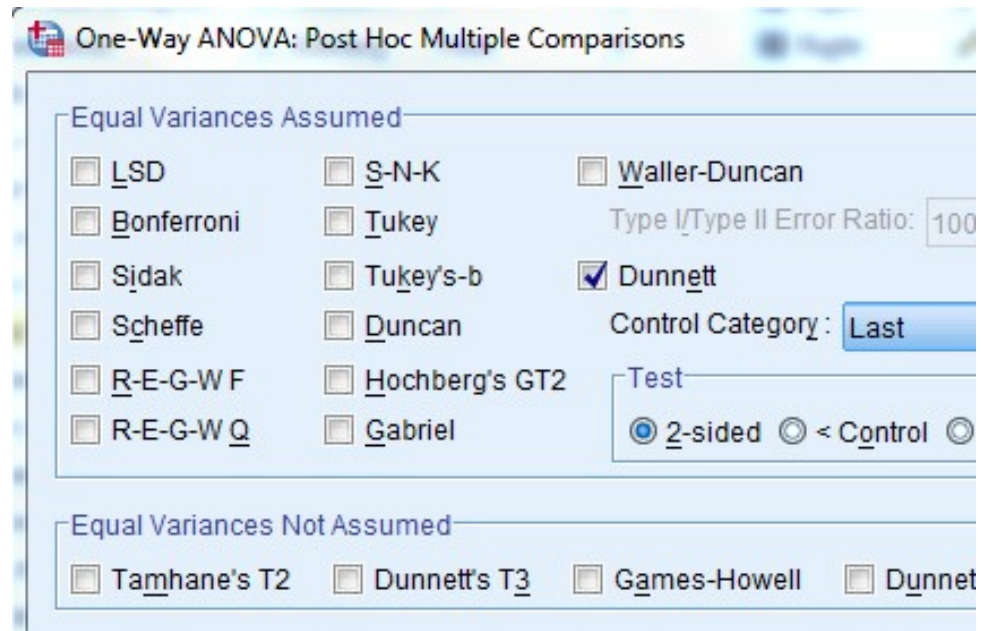 One-Way ANOVA: Post Hoc Multiple Comparisons
Equal Variances Assumed
LSD S-N-K Waller-Duncan
Bonferroni Tukey Type I/Type II Error Ratio: 100
Sidak Tukey's-b Dunnett
Scheffe Duncan Control Category : Last
R-E-G-W F Hochberg's GT2 Test
R-E-G-W Q Gabriel 2-sided < Control
Equal Variances Not Assumed
Tamhane's T2 Dunnett's T3 Games-Howell Dunnet